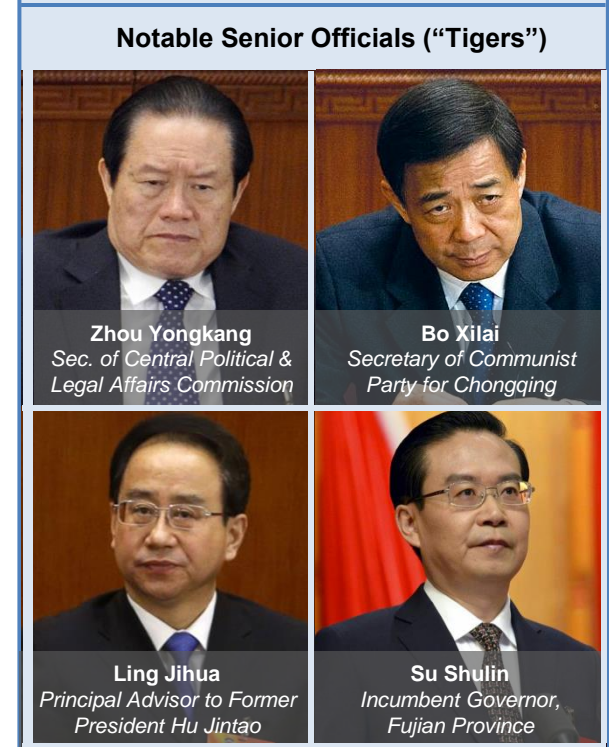 Notable Senior Officials (“Tigers”)
Zhou Yongkang
Sec. of Central Political &
Legal Affairs Commission
Bo Xilai
Secretary of Communist
Party for Chongqing
Ling Jihua
Principal Advisor to Former
President Hu Jintao
Su Shulin
Incumbent Governor,
Fujian Province